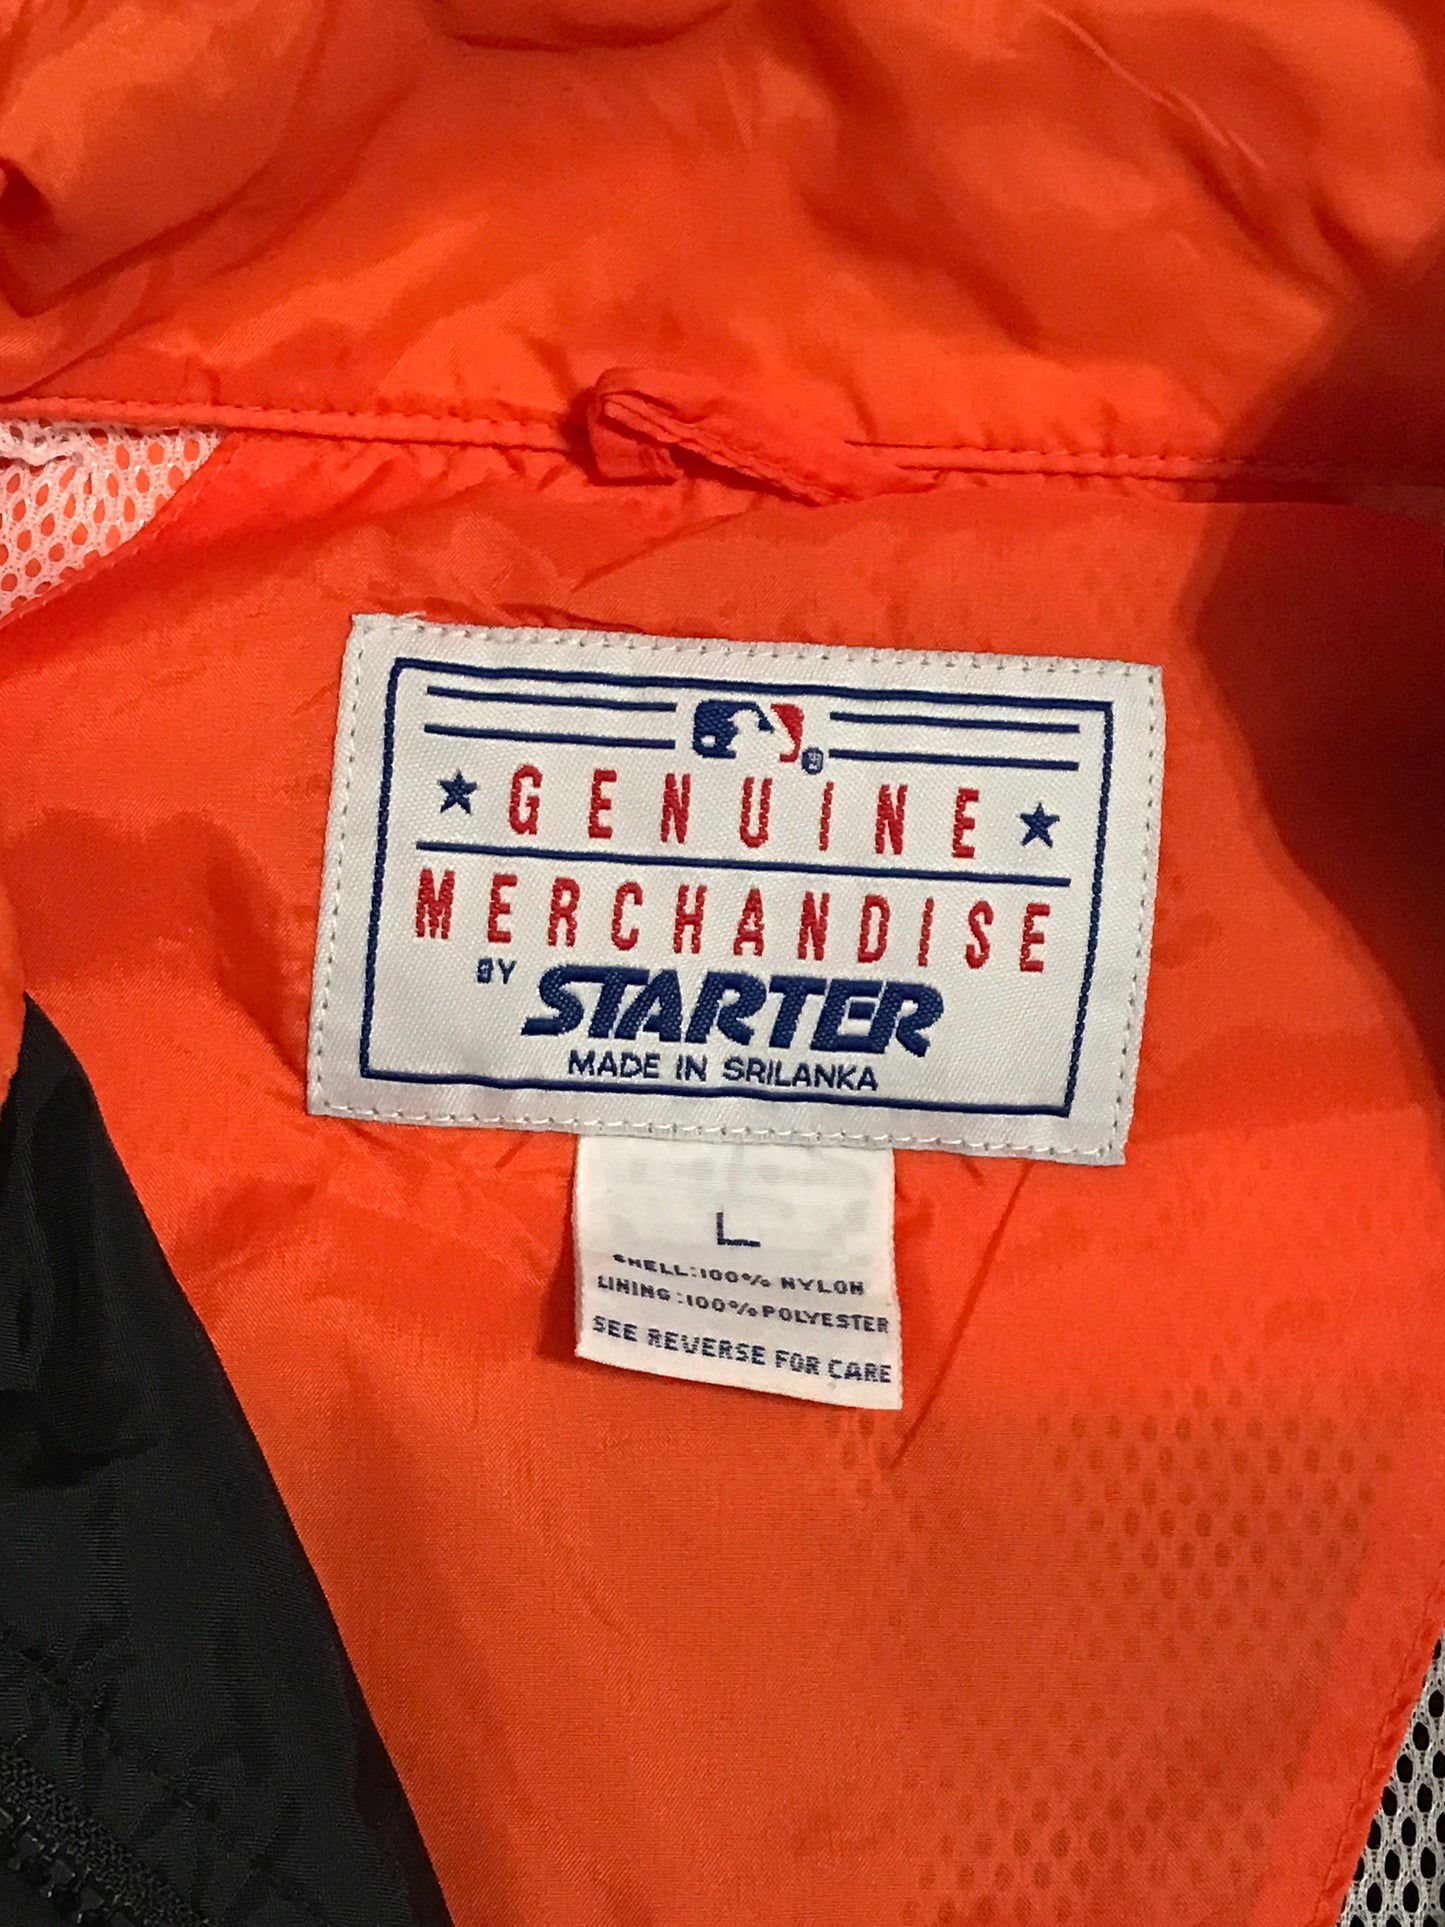 GENUINE
MERCHANDISE
BY STARTER
MADE IN SRILANKA
L
SHELL:100% NYLON
LINING:100% POLYESTER
SEE REVERSE FOR CARE